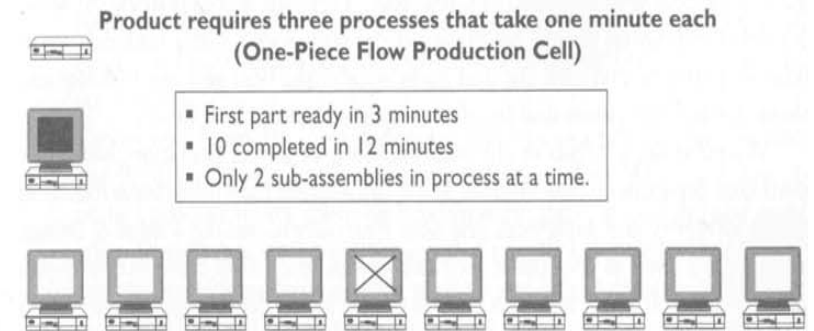 Product requires three processes that take one minute each
(One-Piece Flow Production Cell)
▪ First part ready in 3 minutes
▪ 10 completed in 12 minutes
▪ Only 2 sub-assemblies in process at a time.